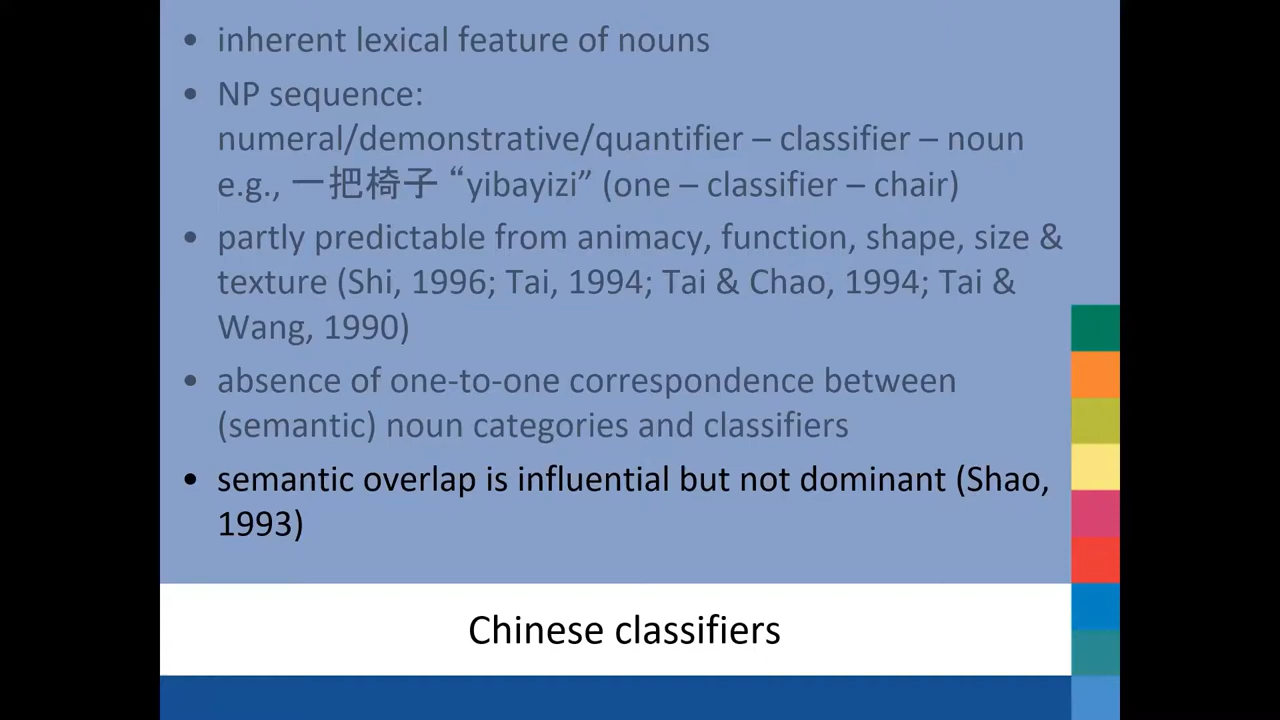 • inherent lexical feature of nouns
• NP sequence:
numeral/demonstrative/quantifier – classifier – noun
e.g., 一把椅子 “yibayizi” (one – classifier – chair)
• partly predictable from animacy, function, shape, size &
texture (Shi, 1996; Tai, 1994; Tai & Chao, 1994; Tai &
Wang, 1990)
• absence of one-to-one correspondence between
(semantic) noun categories and classifiers
• semantic overlap is influential but not dominant (Shao,
1993)
Chinese classifiers